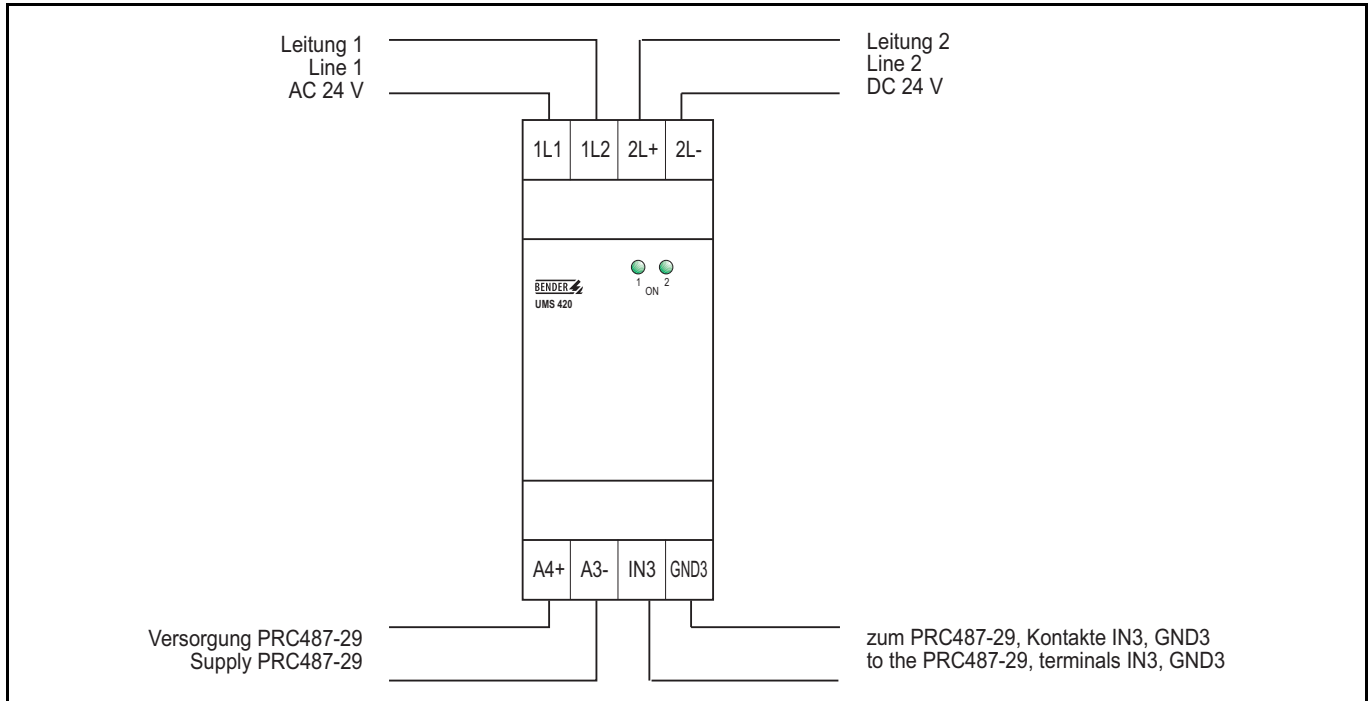 Leitung 1
Line 1
AC 24 V
Leitung 2
Line 2
DC 24 V
1L1 1L2 2L+ 2L-
1 ON 2
BENDER
UMS 420
A4+ A3- IN3 GND3
Versorgung PRC487-29
Supply PRC487-29
zum PRC487-29, Kontakte IN3, GND3
to the PRC487-29, terminals IN3, GND3